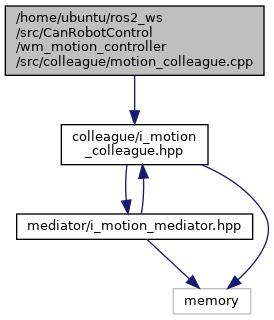 /home/ubuntu/ros2_ws
/src/CanRobotControl
/wm_motion_controller
/src/colleague/motion_colleague.cpp
colleague/i_motion
_colleague.hpp
mediator/i_motion_mediator.hpp
memory